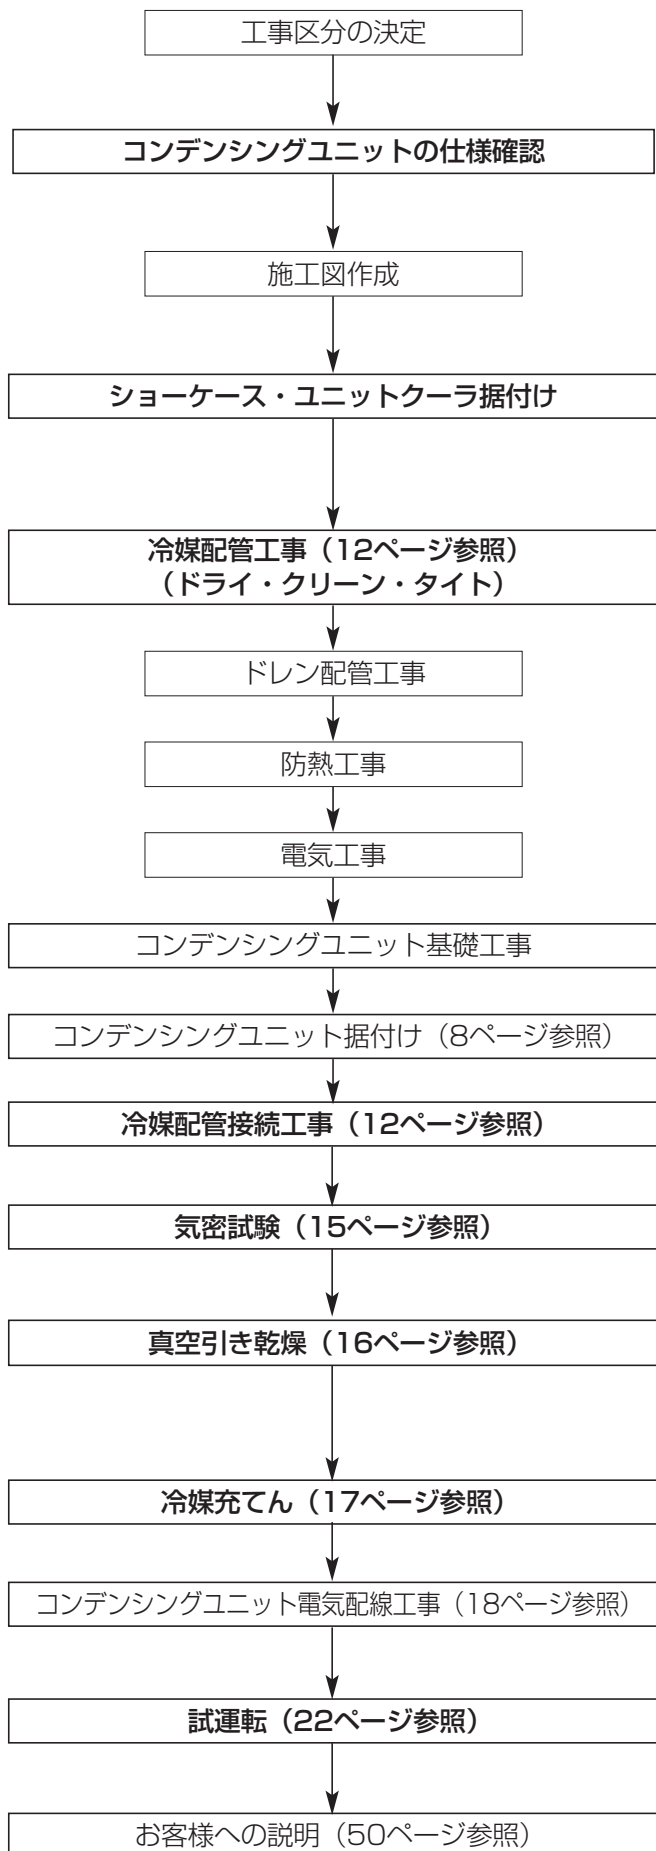 工事区分の決定
コンデンシングユニットの仕様確認
施工図作成
ショーケース・ユニットクーラ据付け
冷媒配管工事（12ページ参照）
（ドライ・クリーン・タイト）
ドレン配管工事
防熱工事
電気工事
コンデンシングユニット基礎工事
コンデンシングユニット据付け（8ページ参照）
冷媒配管接続工事（12ページ参照）
気密試験（15ページ参照）
真空引き乾燥（16ページ参照）
冷媒充てん（17ページ参照）
コンデンシングユニット電気配線工事（18ページ参照）
試運転（22ページ参照）
お客様への説明（50ページ参照）